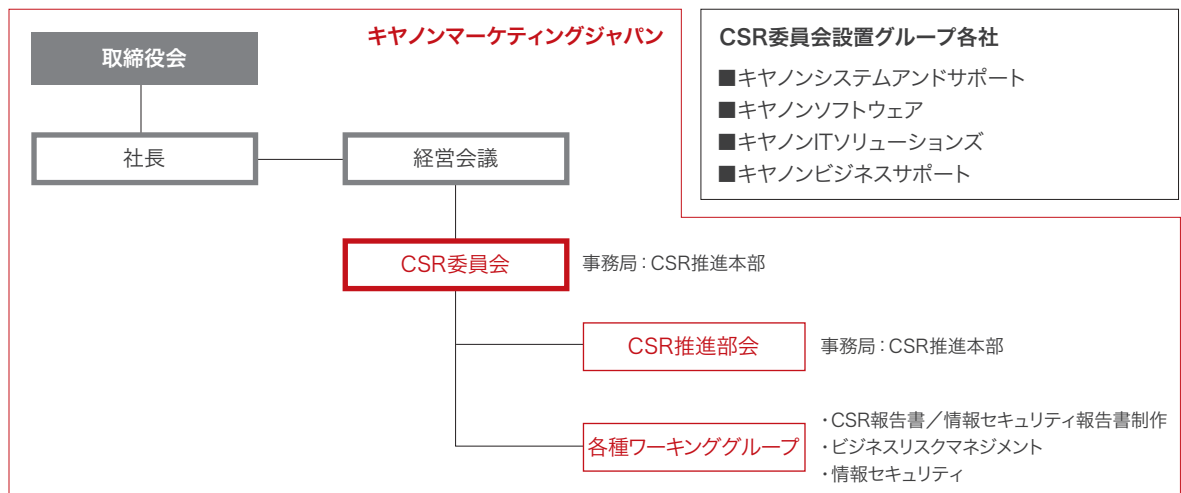 キヤノンマーケティングジャパン
取締役会
社長
経営会議
CSR委員会
事務局：CSR推進本部
CSR推進部会
事務局：CSR推進本部
各種ワーキンググループ
・CSR報告書／情報セキュリティ報告書制作
・ビジネスリスクマネジメント
・情報セキュリティ
CSR委員会設置グループ各社
■キヤノンシステムアンドサポート
■キヤノンソフトウェア
■キヤノンITソリューションズ
■キヤノンビジネスサポート